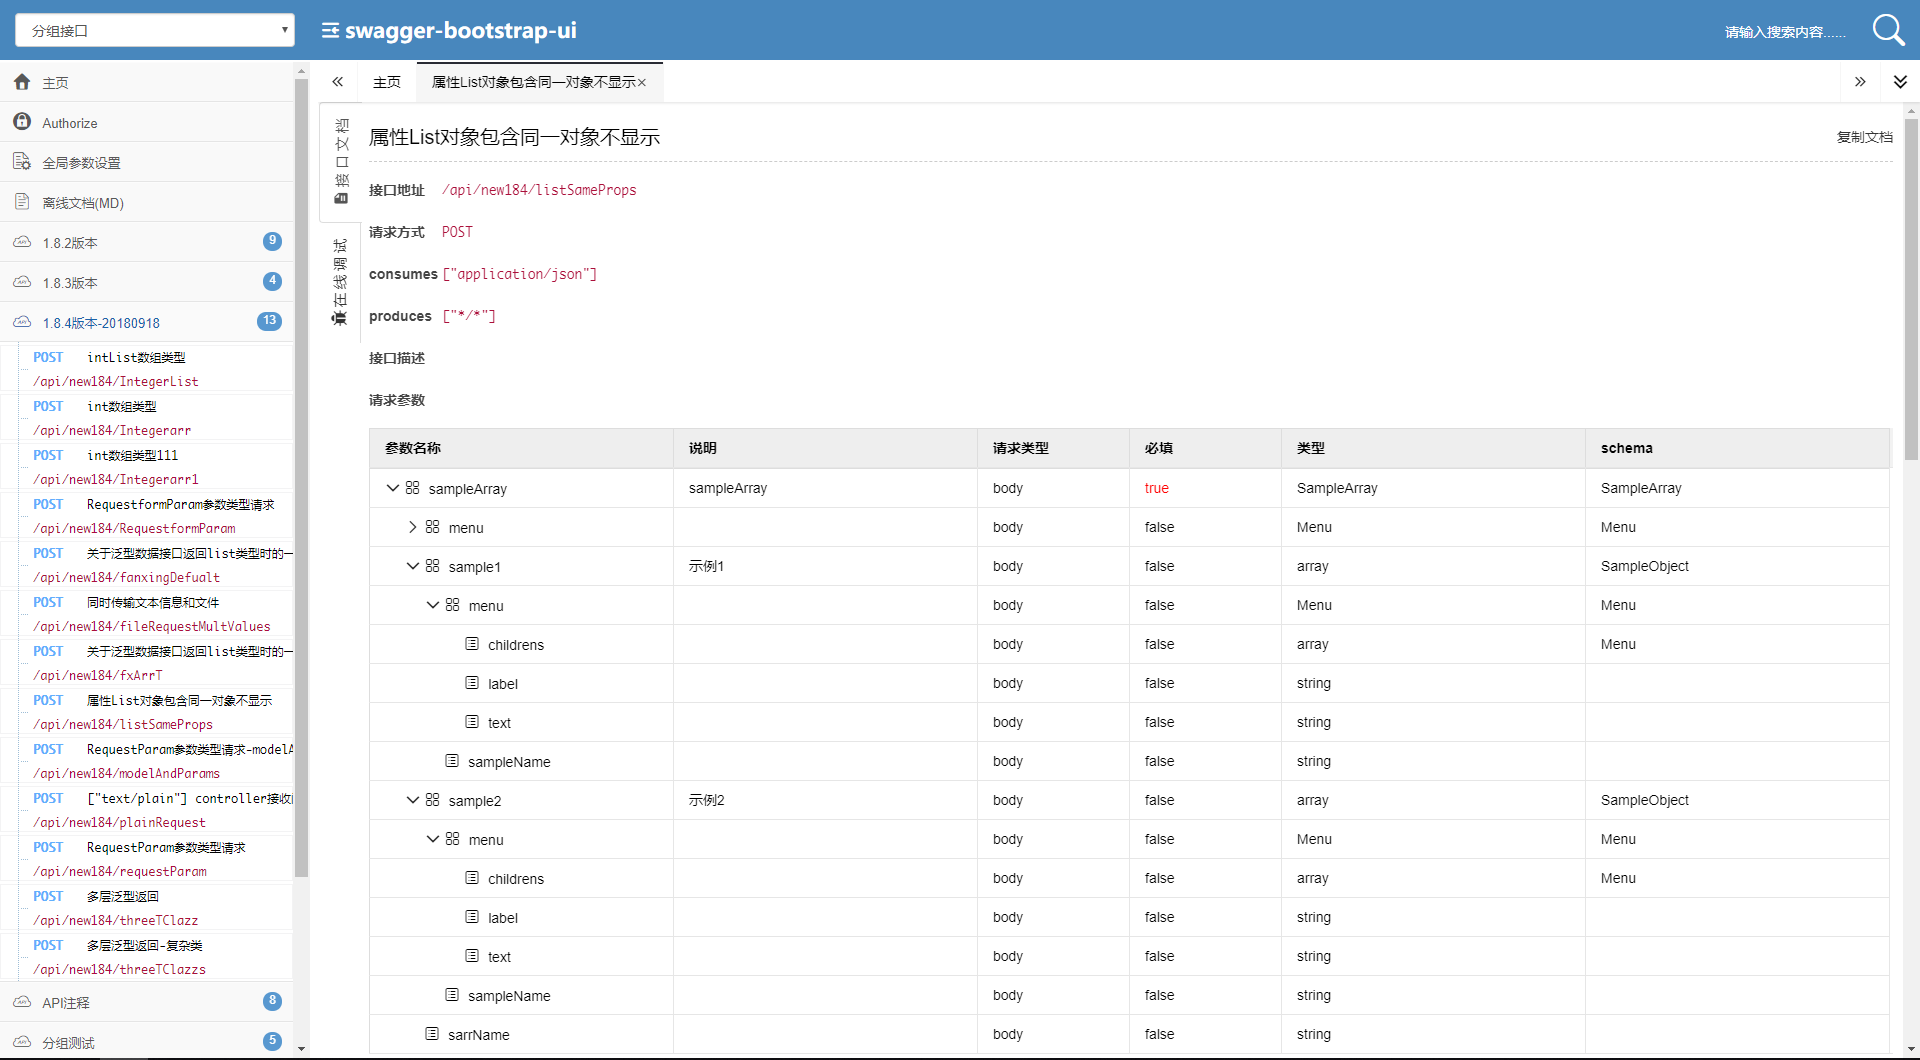 分组接口
swagger-bootstrap-ui
请输入搜索内容......
主页
Authorize
全局参数设置
离线文档(MD)
1.8.2版本 9
1.8.3版本 4
1.8.4版本-20180918 13
POST intList数组类型
/api/new184/IntegerList
POST int数组类型
/api/new184/Integerarr
POST int数组类型111
/api/new184/Integerarr1
POST RequestformParam参数类型请求
/api/new184/RequestformParam
POST 关于泛型数据接口返回list类型时的一
/api/new184/fanxingDefualt
POST 同时传输文本信息和文件
/api/new184/fileRequestMultValues
POST 关于泛型数据接口返回list类型时的一
/api/new184/fxArrT
POST 属性List对象包含同一对象不显示
/api/new184/listSameProps
POST RequestParam参数类型请求-modelA
/api/new184/modelAndParams
POST ["text/plain"] controller接收
/api/new184/plainRequest
POST RequestParam参数类型请求
/api/new184/requestParam
POST 多层泛型返回
/api/new184/threeTClazz
POST 多层泛型返回-复杂类
/api/new184/threeTClazzs
API注释 8
分组测试 5
主页 属性List对象包含同一对象不显示×
接口文档
在线调试
属性List对象包含同一对象不显示 复制文档
接口地址 /api/new184/listSameProps
请求方式 POST
consumes ["application/json"]
produces ["*/*"]
接口描述
请求参数
参数名称 说明 请求类型 必填 类型 schema
sampleArray sampleArray body true SampleArray SampleArray
menu body false Menu Menu
sample1 示例1 body false array SampleObject
menu body false Menu Menu
childrens body false array Menu
label body false string
text body false string
sampleName body false string
sample2 示例2 body false array SampleObject
menu body false Menu Menu
childrens body false array Menu
label body false string
text body false string
sampleName body false string
sarrName body false string